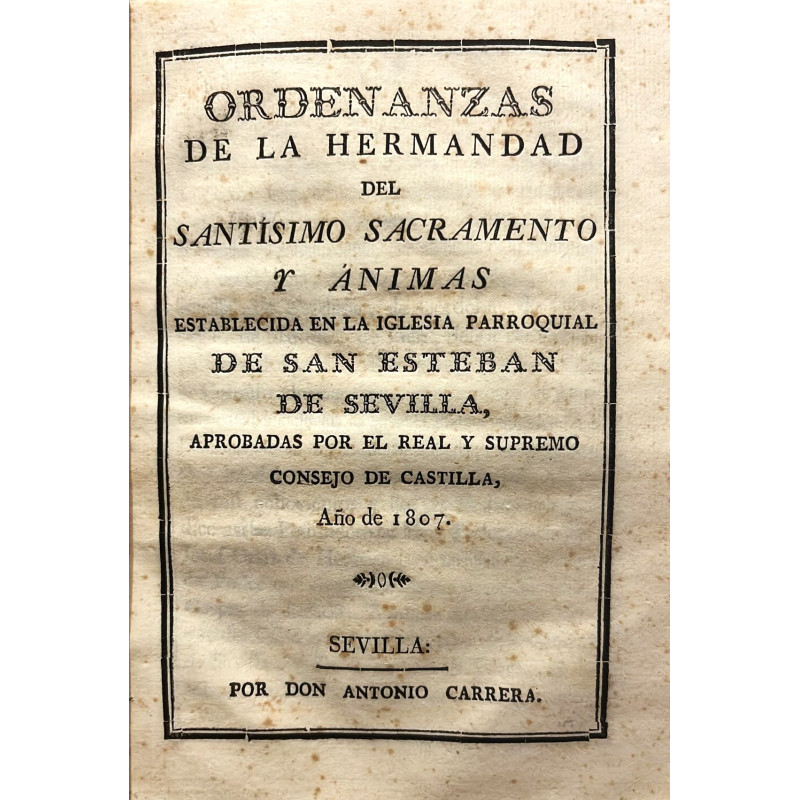 ORDENANZAS
DE LA HERMANDAD
DEL
SANTÍSIMO SACRAMENTO
Y ÁNIMAS
ESTABLECIDA EN LA IGLESIA PARROQUIAL
DE SAN ESTEBAN
DE SEVILLA,
APROBADAS POR EL REAL Y SUPREMO
CONSEJO DE CASTILLA,
Año de 1807.
SEVILLA:
POR DON ANTONIO CARRERA.